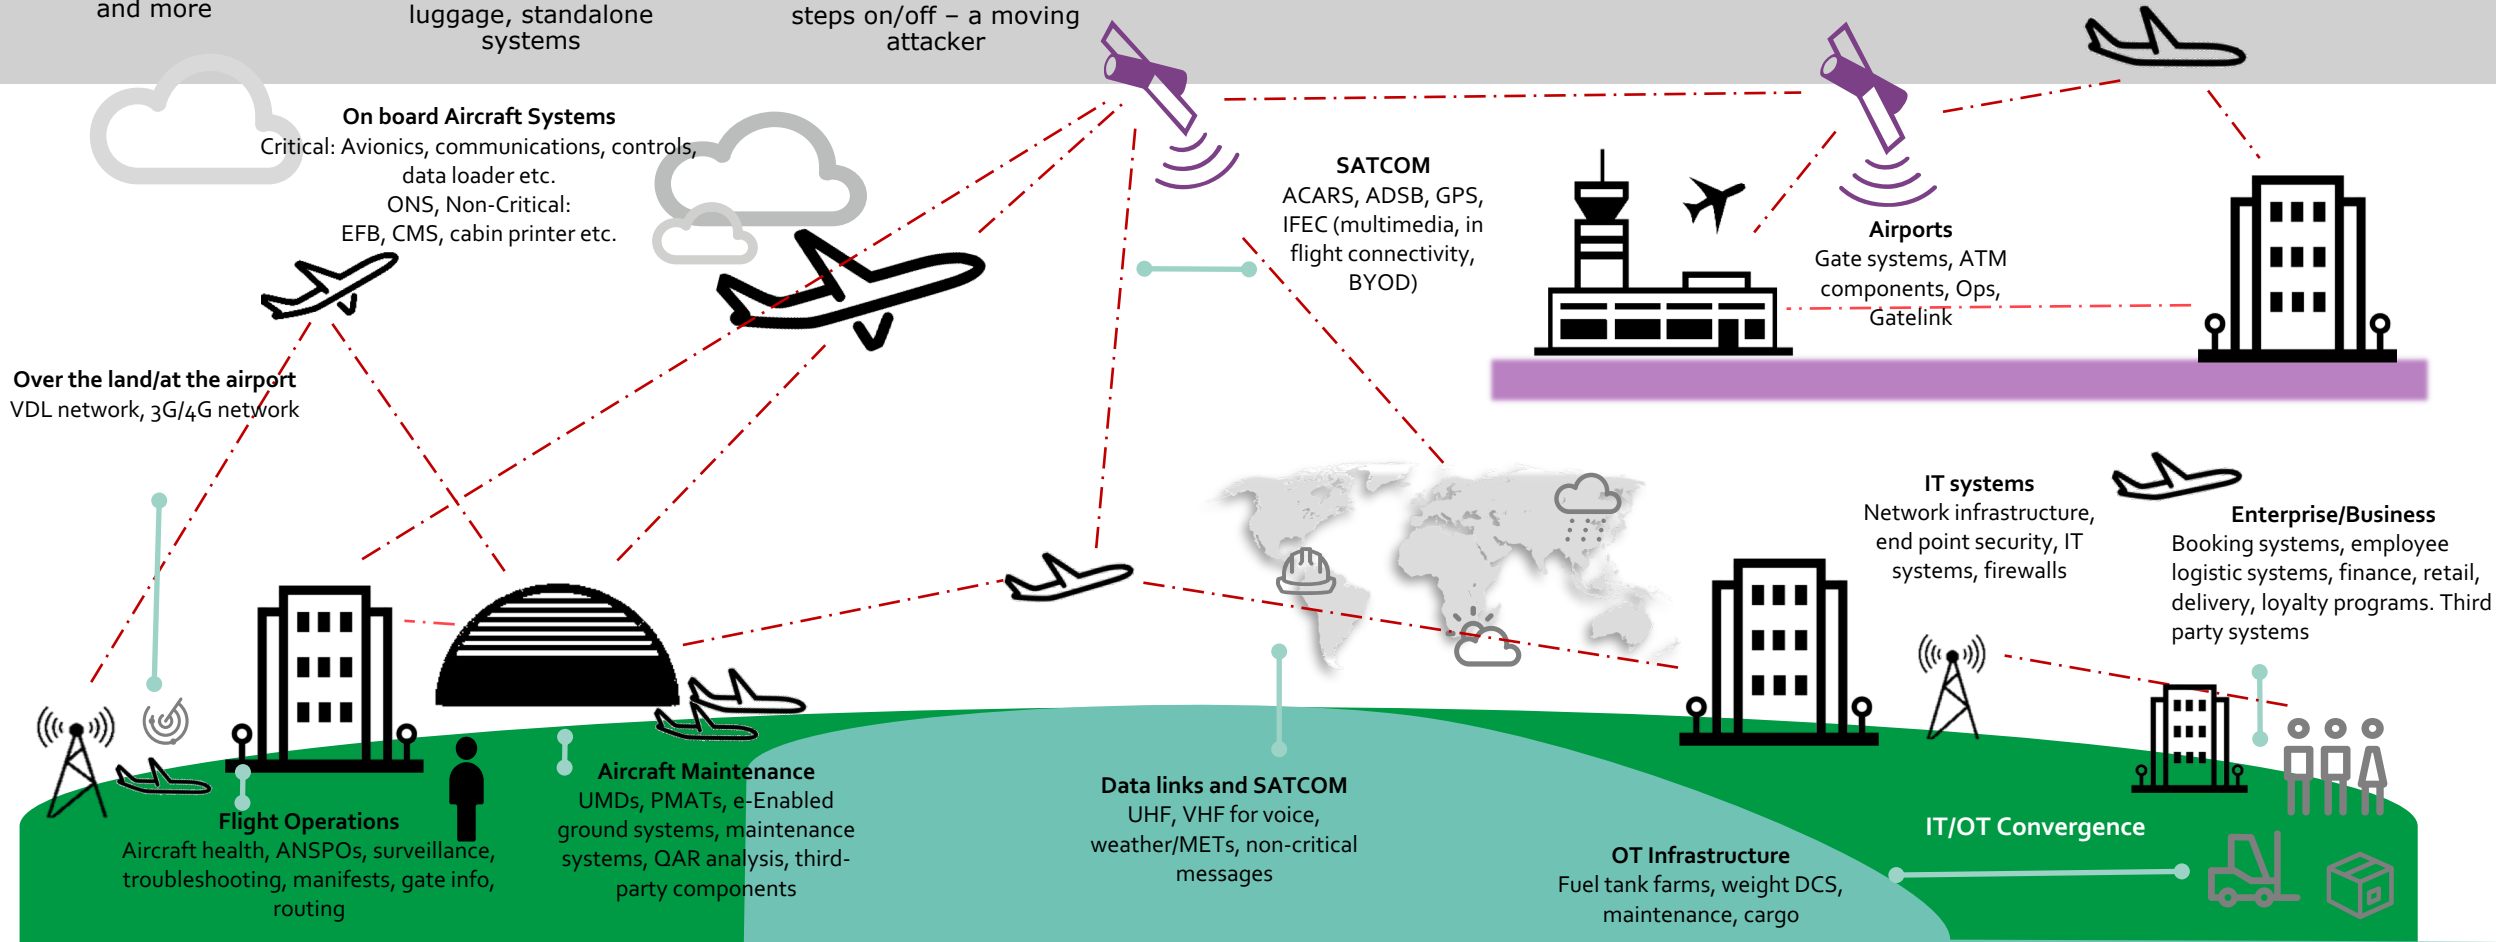 and more
luggage, standalone
systems
steps on/off – a moving
attacker
On board Aircraft Systems
Critical: Avionics, communications, controls,
data loader etc.
ONS, Non-Critical:
EFB, CMS, cabin printer etc.
SATCOM
ACARS, ADSB, GPS,
IFEC (multimedia, in
flight connectivity,
BYOD)
Airports
Gate systems, ATM
components, Ops,
Gatelink
Over the land/at the airport
VDL network, 3G/4G network
IT systems
Network infrastructure,
end point security, IT
systems, firewalls
Enterprise/Business
Booking systems, employee
logistic systems, finance, retail,
delivery, loyalty programs. Third
party systems
Flight Operations
Aircraft health, ANSPOs, surveillance,
troubleshooting, manifests, gate info,
routing
Aircraft Maintenance
UMDs, PMATs, e-Enabled
ground systems, maintenance
systems, QAR analysis, third-
party components
Data links and SATCOM
UHF, VHF for voice,
weather/METs, non-critical
messages
OT Infrastructure
Fuel tank farms, weight DCS,
maintenance, cargo
IT/OT Convergence